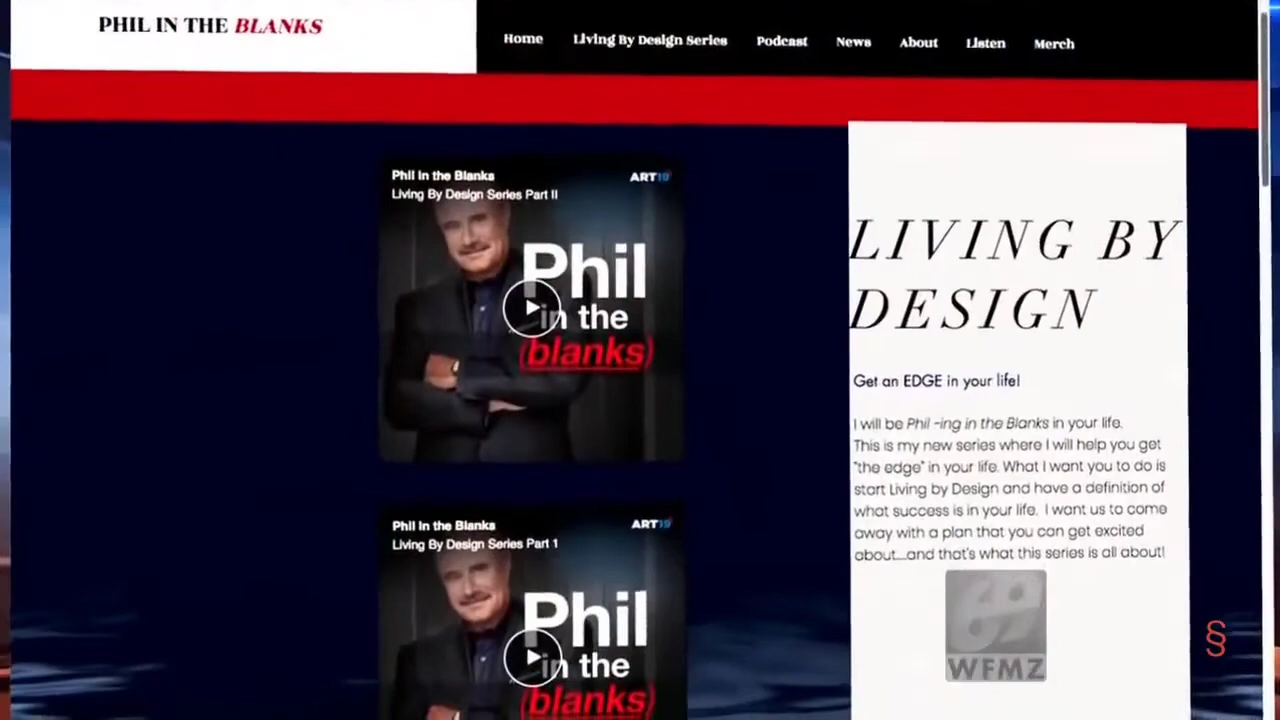 PHIL IN THE BLANKS
Home Living By Design Series Podcast News About Listen Merch
Phil in the Blanks
ART19
Living By Design Series Part II
Phil
in the
(blanks)
Phil in the Blanks
ART19
Living By Design Series Part 1
Phil
in the
(blanks)
LIVING BY
DESIGN
Get an EDGE in your life!
I will be Phil -ing in the Blanks in your life.
This is my new series where I will help you get
"the edge" in your life. What I want you to do is
start Living by Design and have a definition of
what success is in your life. I want us to come
away with a plan that you can get excited
about....and that's what this series is all about!
69
WFMZ
§